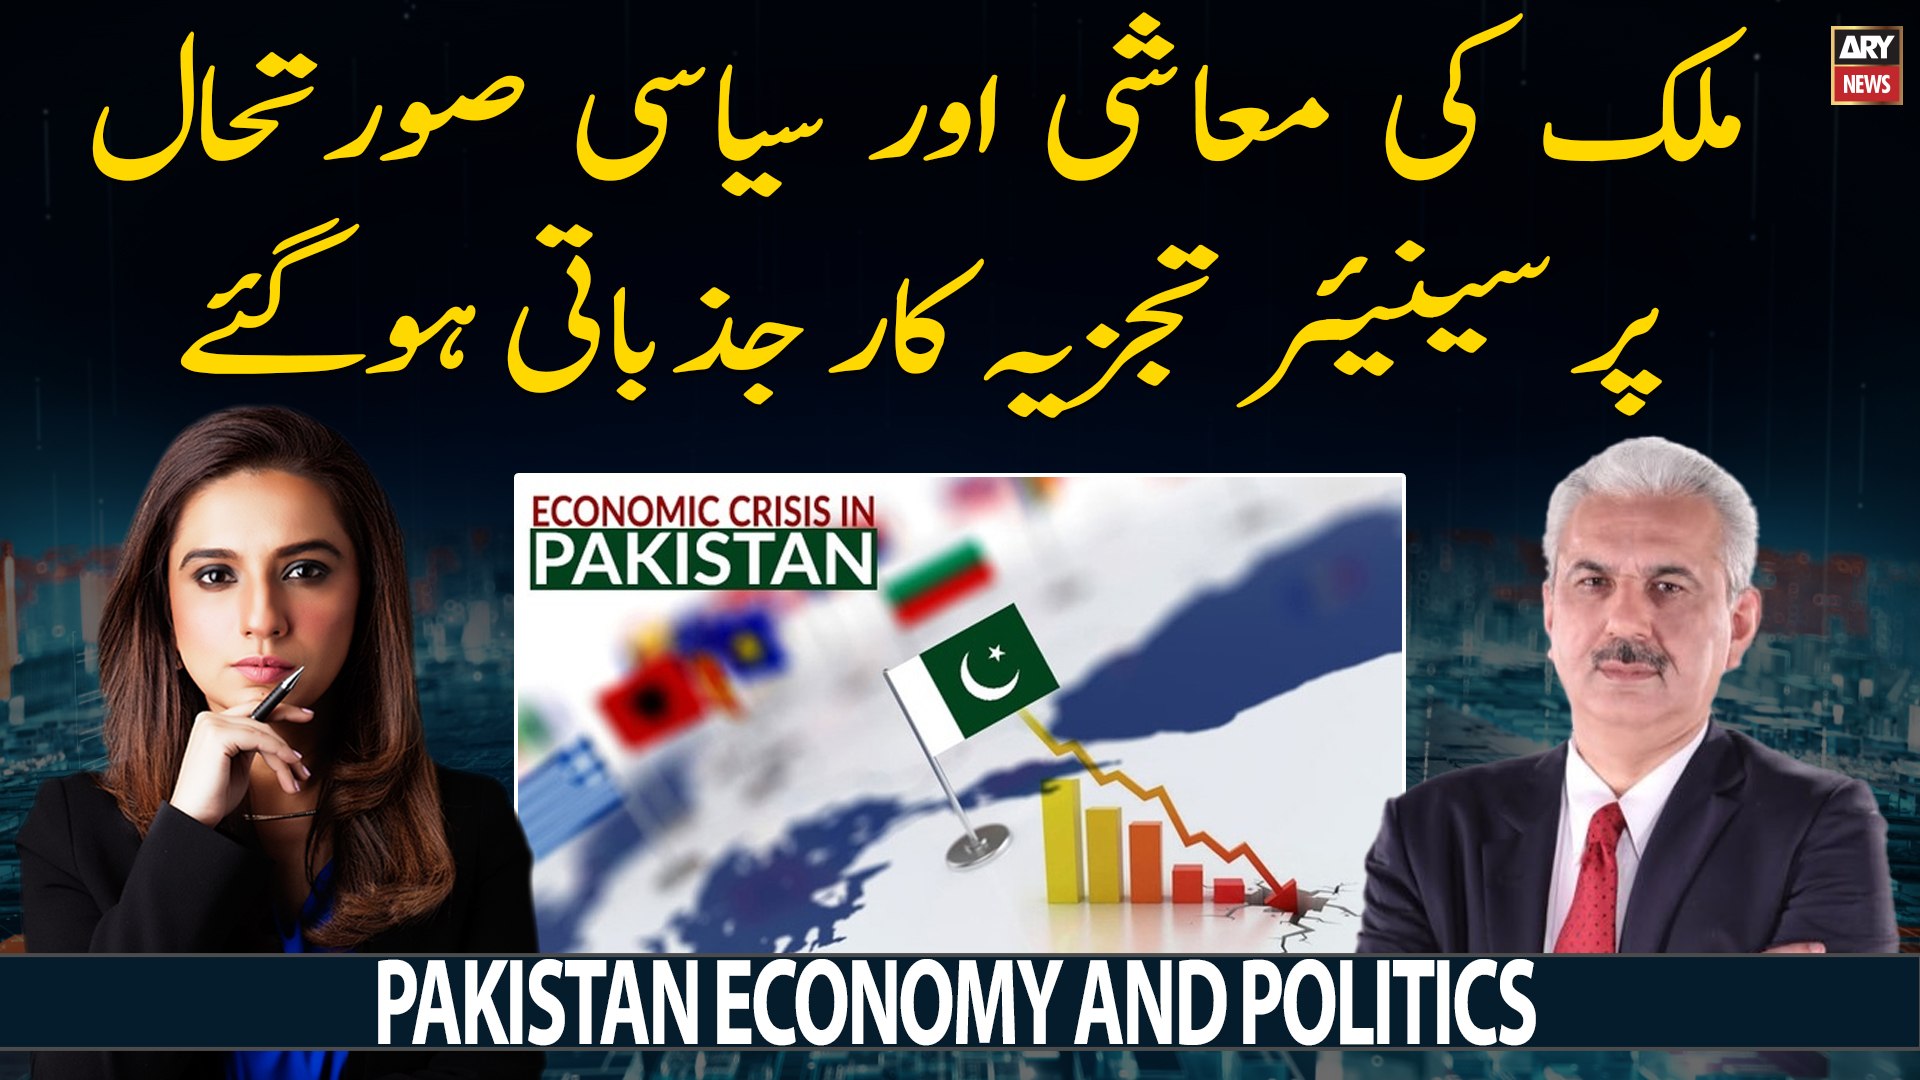 ملک کی معاشی اور سیاسی صورتحال
پر سینیئر تجزیہ کار جذباتی ہوگئے
ARY
NEWS
ECONOMIC CRISIS IN
PAKISTAN
PAKISTAN ECONOMY AND POLITICS